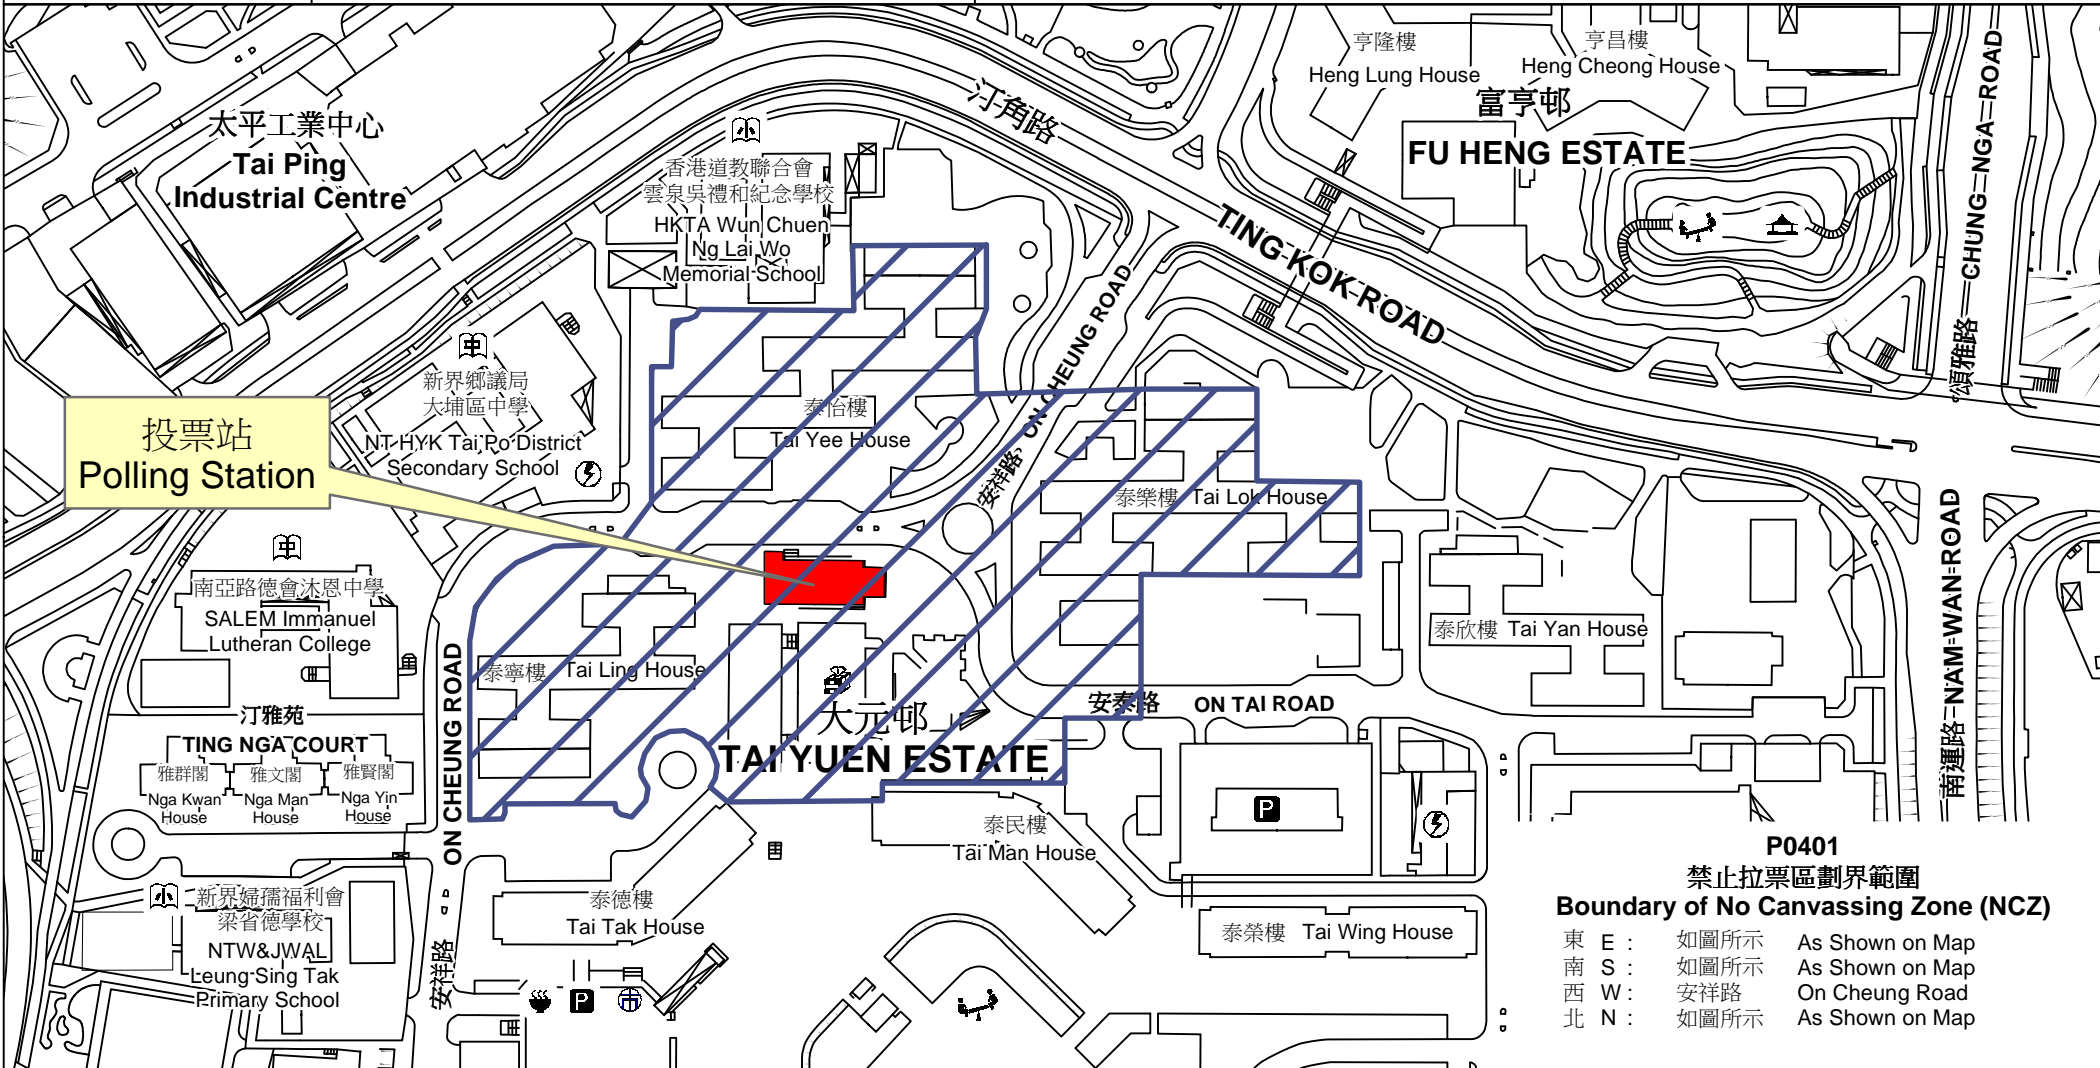 太平工業中心
Tai Ping
Industrial Centre
香港道教聯合會
雲泉吳禮和紀念學校
HKTA Wun Chuen
Ng Lai Wo
Memorial School
汀角路
TING KOK ROAD
亨隆樓
Heng Lung House
亨昌樓
Heng Cheong House
富亨邨
FU HENG ESTATE
頌雅路 CHUNG NGA ROAD
新界鄉議局
大埔區中學
NT HYK Tai Po District
Secondary School
投票站
Polling Station
泰怡樓
Tai Yee House
安祥路 ON CHEUNG ROAD
泰樂樓 Tai Lok House
南亞路德會沐恩中學
SALEM Immanuel
Lutheran College
泰寧樓 Tai Ling House
泰欣樓 Tai Yan House
南運路 NAM WAN ROAD
安泰路 ON TAI ROAD
大元邨
TAI YUEN ESTATE
汀雅苑
TING NGA COURT
雅群閣
Nga Kwan
House
雅文閣
Nga Man
House
雅賢閣
Nga Yin
House
安祥路 ON CHEUNG ROAD
泰民樓
Tai Man House
P
新界婦孺福利會
梁省德學校
NTW&JWAL
Leung Sing Tak
Primary School
泰德樓
Tai Tak House
P
泰榮樓 Tai Wing House
P0401
禁止拉票區劃界範圍
Boundary of No Canvassing Zone (NCZ)
東 E : 如圖所示 As Shown on Map
南 S : 如圖所示 As Shown on Map
西 W : 安祥路 On Cheung Road
北 N : 如圖所示 As Shown on Map